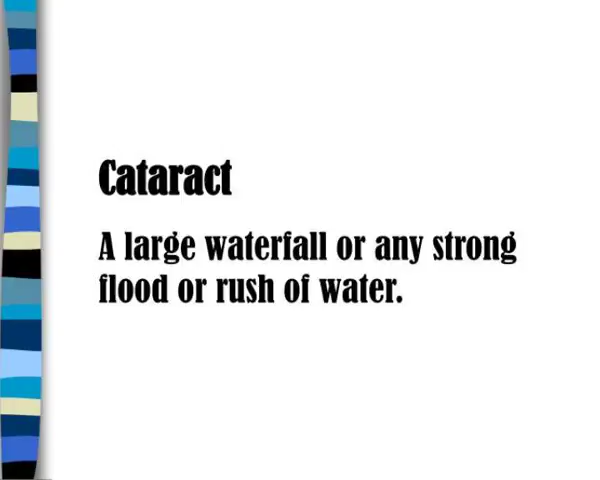 Cataract
A large waterfall or any strong
flood or rush of water.